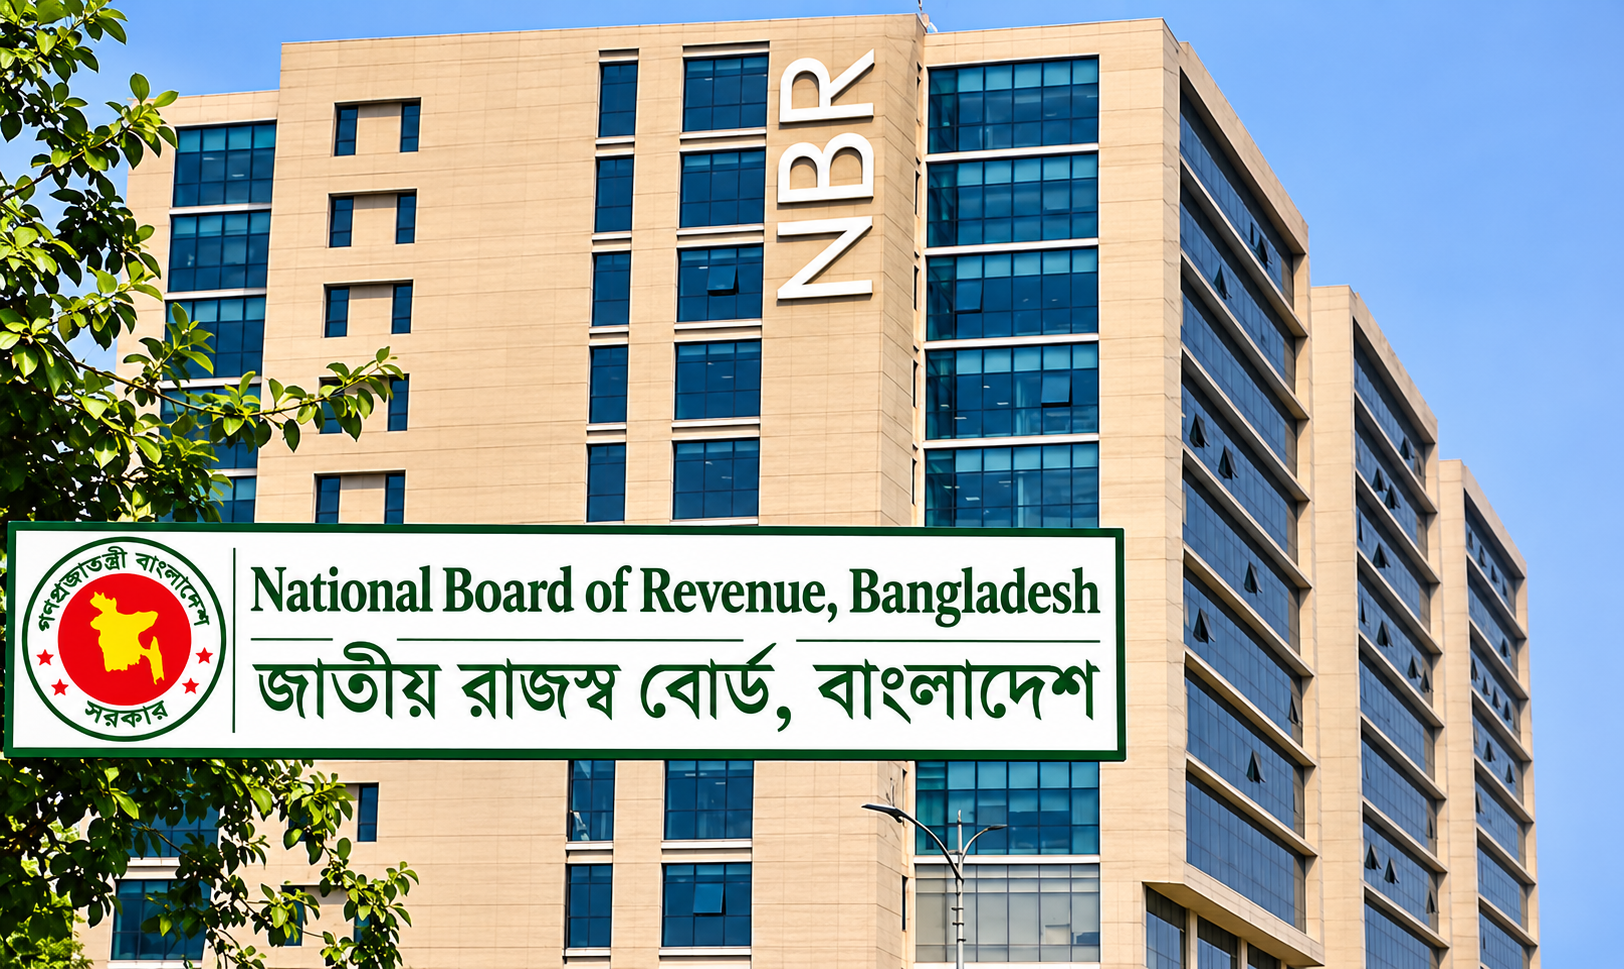 NBR
গণপ্রজাতন্ত্রী বাংলাদেশ
সরকার
National Board of Revenue, Bangladesh
জাতীয় রাজস্ব বোর্ড, বাংলাদেশ